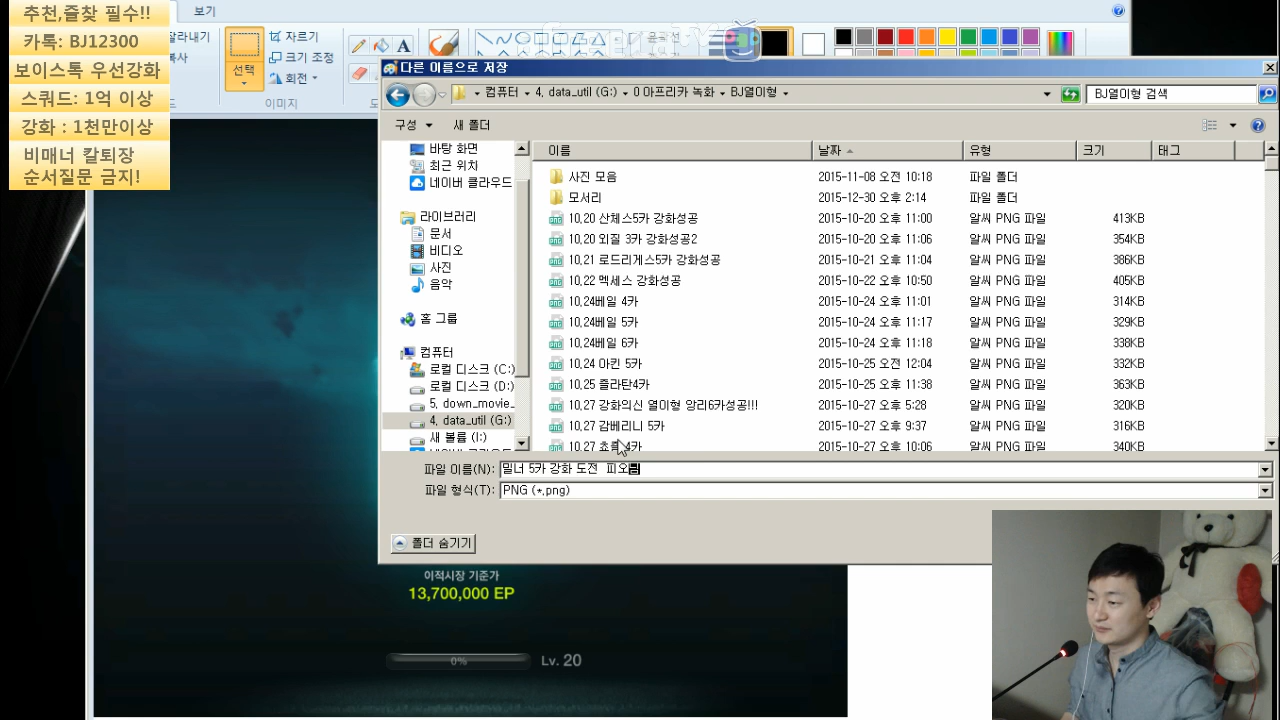 추천,즐찾 필수!!
카톡: BJ12300
보이스톡 우선강화
스쿼드: 1억 이상
강화 : 1천만이상
비매너 칼퇴장
순서질문 금지!
보기
잘라내기
자르기
크기 조정
회전
선택
이미지
윤곽선
다른 이름으로 저장
컴퓨터 4. data_util (G:) 0 아프리카 녹화 BJ열이형
BJ열이형 검색
구성 새 폴더
바탕 화면
최근 위치
네이버 클라우드
라이브러리
문서
비디오
사진
음악
홈 그룹
컴퓨터
로컬 디스크 (C:)
로컬 디스크 (D:)
5. down_movie_
4. data_util (G:)
새 볼륨 (I:)
이름 날짜 유형 크기 태그
사진 모음 2015-11-08 오전 10:18 파일 폴더
모서리 2015-12-30 오후 2:14 파일 폴더
10.20 산체스5카 강화성공 2015-10-20 오후 11:00 알씨 PNG 파일 413KB
10.20 외질 3카 강화성공2 2015-10-20 오후 11:06 알씨 PNG 파일 354KB
10.21 로드리게스5카 강화성공 2015-10-21 오후 11:04 알씨 PNG 파일 386KB
10.22 멕세스 강화성공 2015-10-22 오후 10:50 알씨 PNG 파일 405KB
10.24베일 4카 2015-10-24 오후 11:01 알씨 PNG 파일 314KB
10.24베일 5카 2015-10-24 오후 11:17 알씨 PNG 파일 329KB
10.24베일 6카 2015-10-24 오후 11:18 알씨 PNG 파일 338KB
10.24 마킨 5카 2015-10-25 오전 12:04 알씨 PNG 파일 332KB
10.25 즐라탄4카 2015-10-25 오후 11:38 알씨 PNG 파일 363KB
10.27 강화의신 열이형 앙리6카성공!!! 2015-10-27 오후 5:28 알씨 PNG 파일 320KB
10.27 감베리니 5카 2015-10-27 오후 9:37 알씨 PNG 파일 316KB
10.27 4카 2015-10-27 오후 10:06 알씨 PNG 파일 340KB
파일 이름(N): 밀너 5카 강화 도전
파일 형식(T): PNG (*.png)
폴더 숨기기
이적시장 기준가
13,700,000 EP
0% Lv. 20